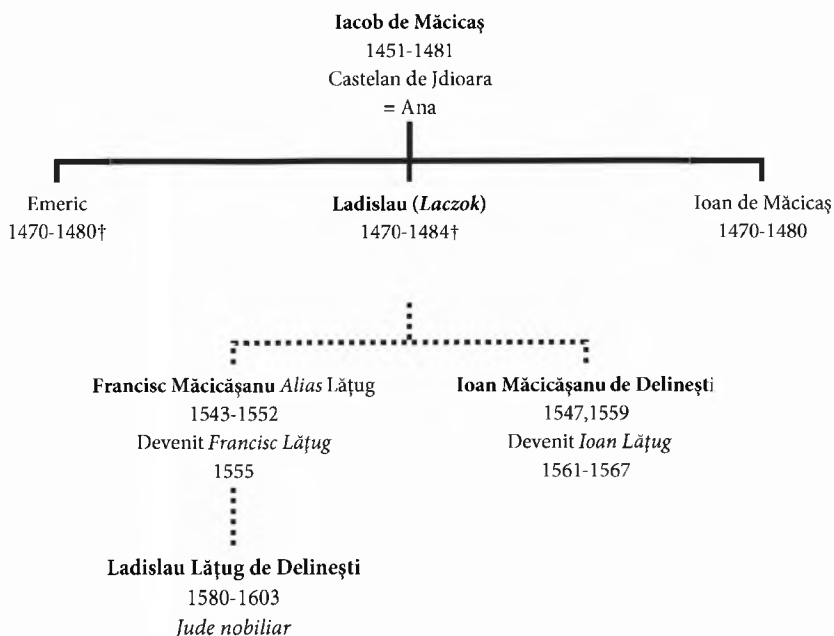 Iacob de Măcicaş
1451-1481
Castelan de Jdioara
= Ana
Emeric
1470-1480†
Ladislau (Laczok)
1470-1484†
Ioan de Măcicaş
1470-1480
Francisc Măcicăşanu Alias Lăţug
1543-1552
Devenit Francisc Lăţug
1555
Ioan Măcicăşanu de Delineşti
1547,1559
Devenit Ioan Lăţug
1561-1567
Ladislau Lăţug de Delineşti
1580-1603
Jude nobiliar